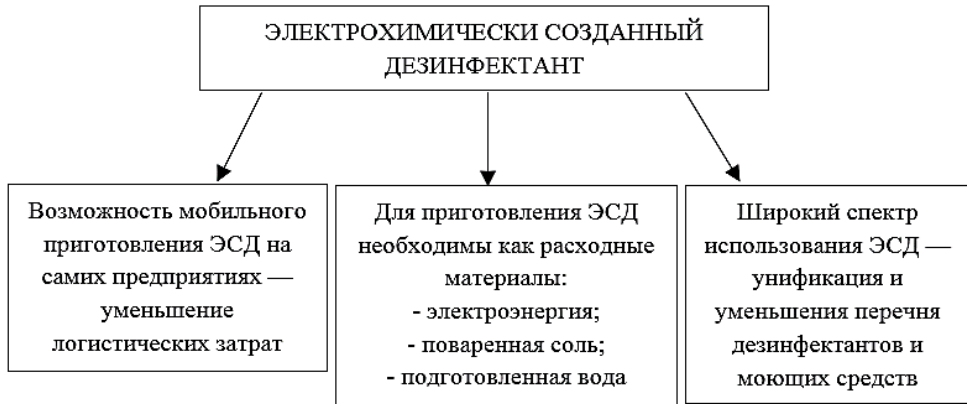 ЭЛЕКТРОХИМИЧЕСКИ СОЗДАННЫЙ
ДЕЗИНФЕКТАНТ
Возможность мобильного
приготовления ЭСД на
самих предприятиях —
уменьшение
логистических затрат
Для приготовления ЭСД
необходимы как расходные
материалы:
- электроэнергия;
- поваренная соль;
- подготовленная вода
Широкий спектр
использования ЭСД —
унификация и
уменьшения перечня
дезинфектантов и
моющих средств